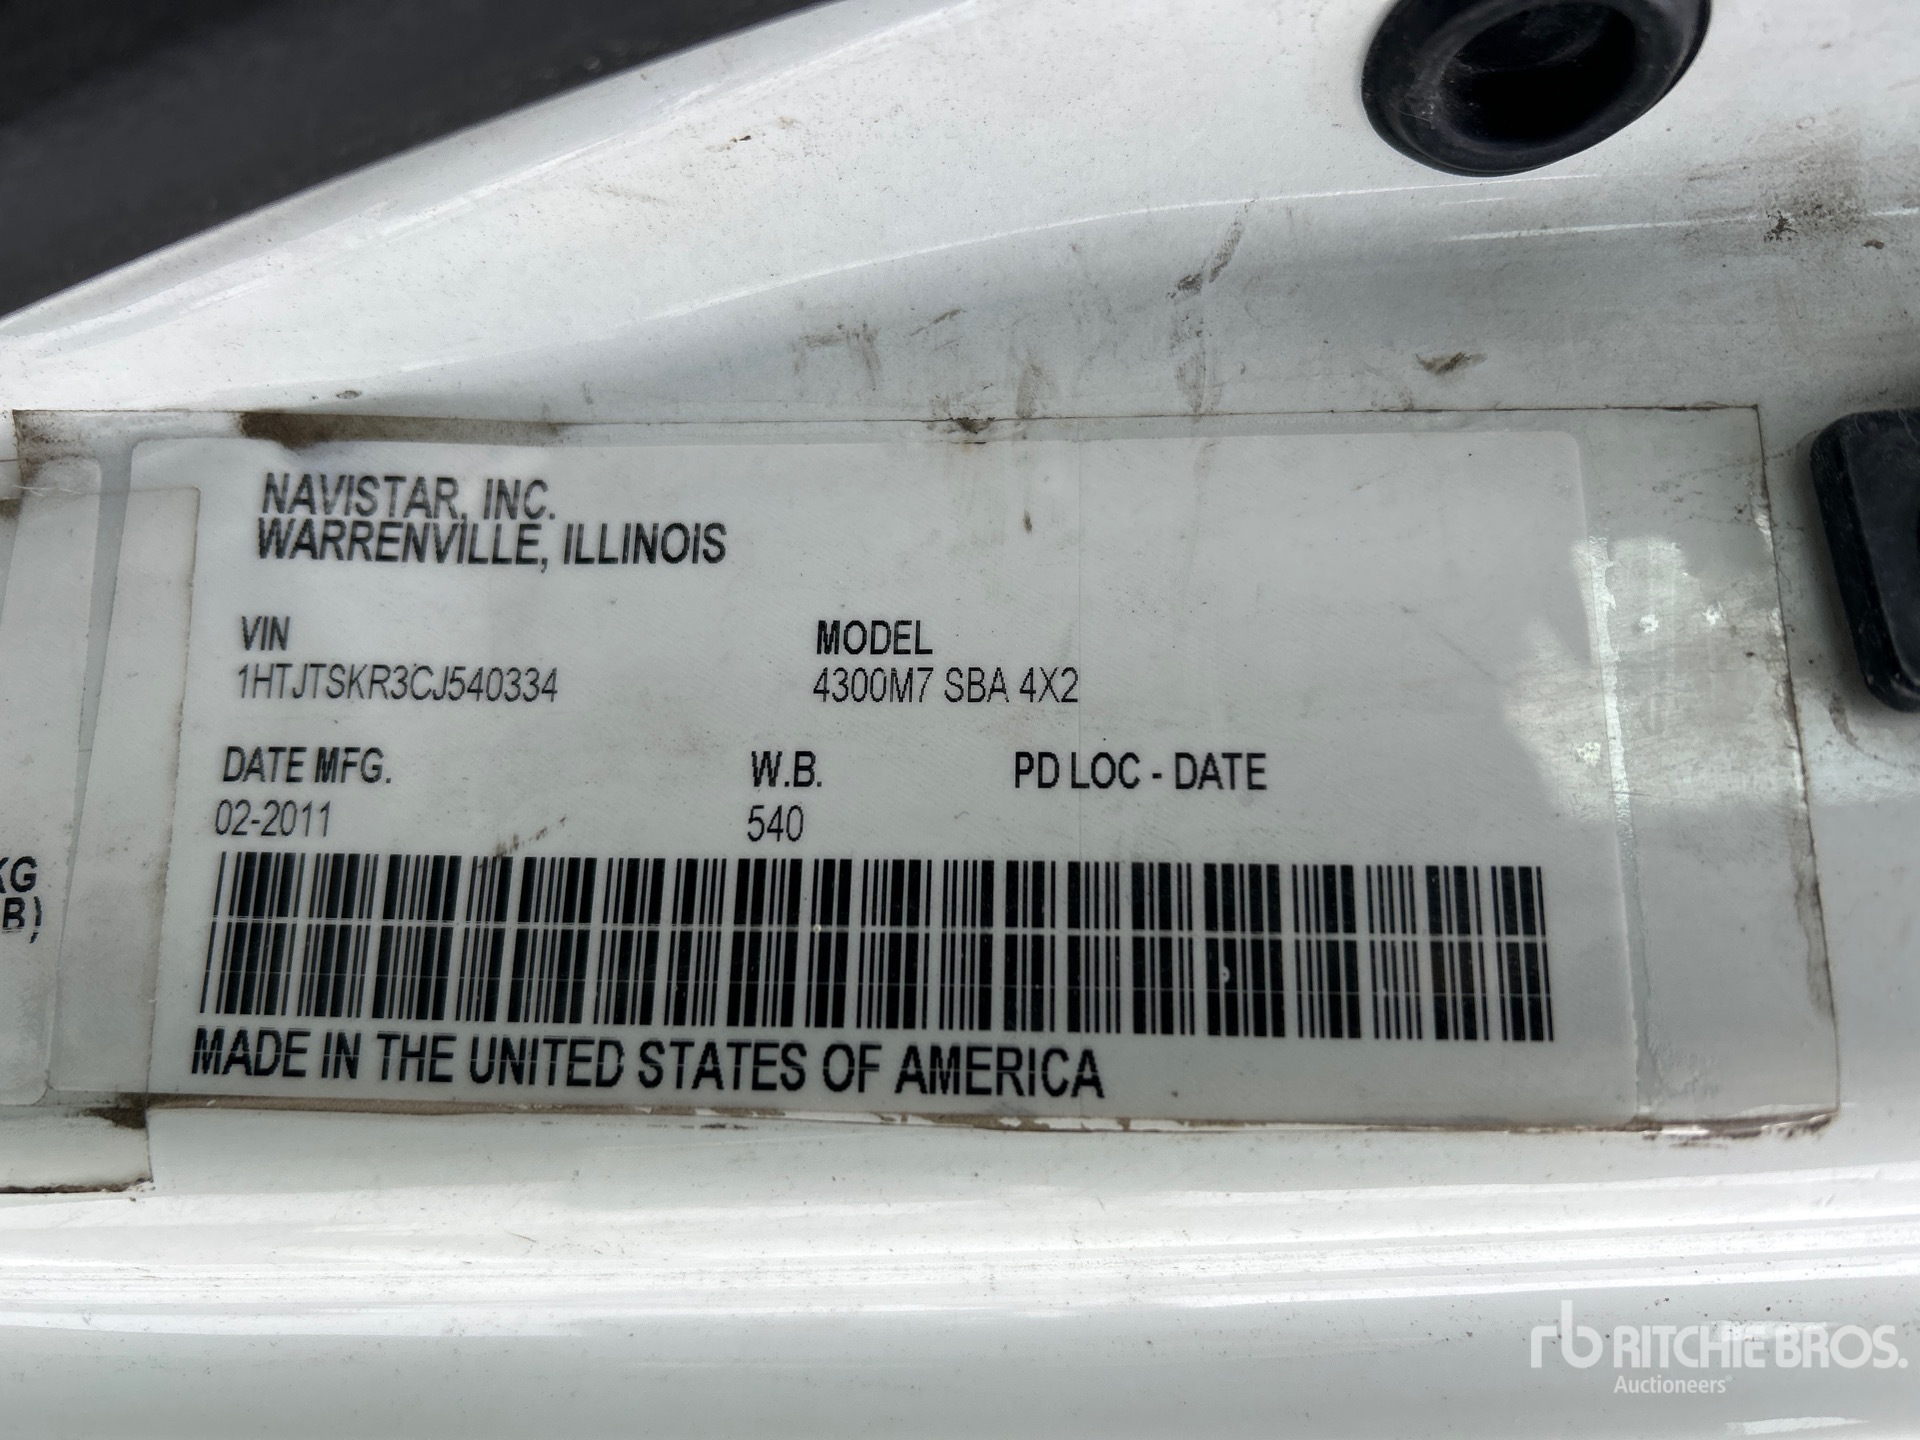 NAVISTAR, INC.
WARRENVILLE, ILLINOIS
VIN MODEL
1HTJTSKR3CJ540334 4300M7 SBA 4X2
DATE MFG. W.B. PD LOC - DATE
02-2011 540
KG
B)
MADE IN THE UNITED STATES OF AMERICA
rb RITCHIE BROS.
Auctioneers